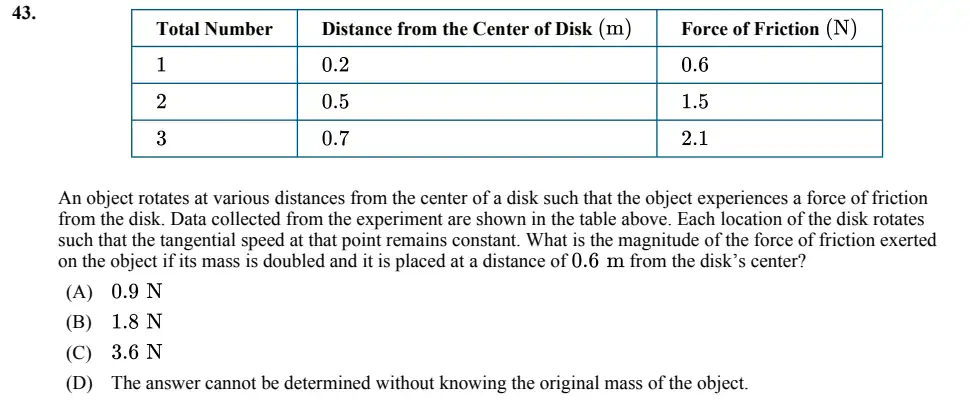 43.
Total Number Distance from the Center of Disk (m) Force of Friction (N)
1 0.2 0.6
2 0.5 1.5
3 0.7 2.1
An object rotates at various distances from the center of a disk such that the object experiences a force of friction
from the disk. Data collected from the experiment are shown in the table above. Each location of the disk rotates
such that the tangential speed at that point remains constant. What is the magnitude of the force of friction exerted
on the object if its mass is doubled and it is placed at a distance of 0.6 m from the disk’s center?
(A) 0.9 N
(B) 1.8 N
(C) 3.6 N
(D) The answer cannot be determined without knowing the original mass of the object.